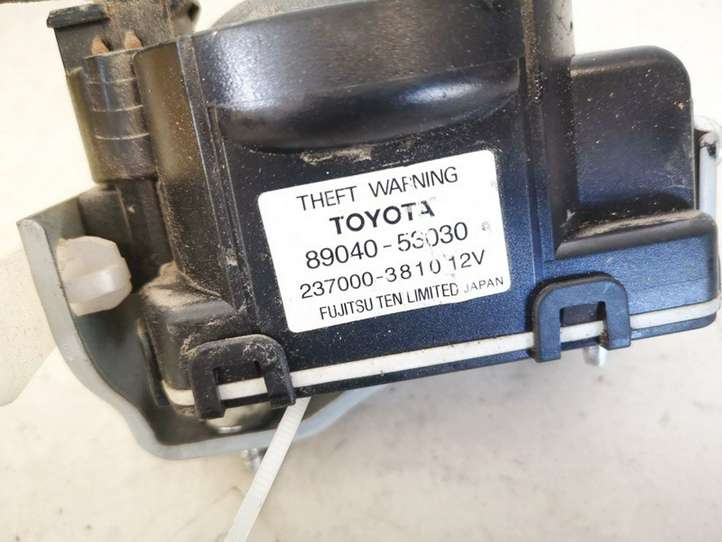 THEFT WARNING
TOYOTA
89040-53030
237000-3810 12V
FUJITSU TEN LIMITED JAPAN